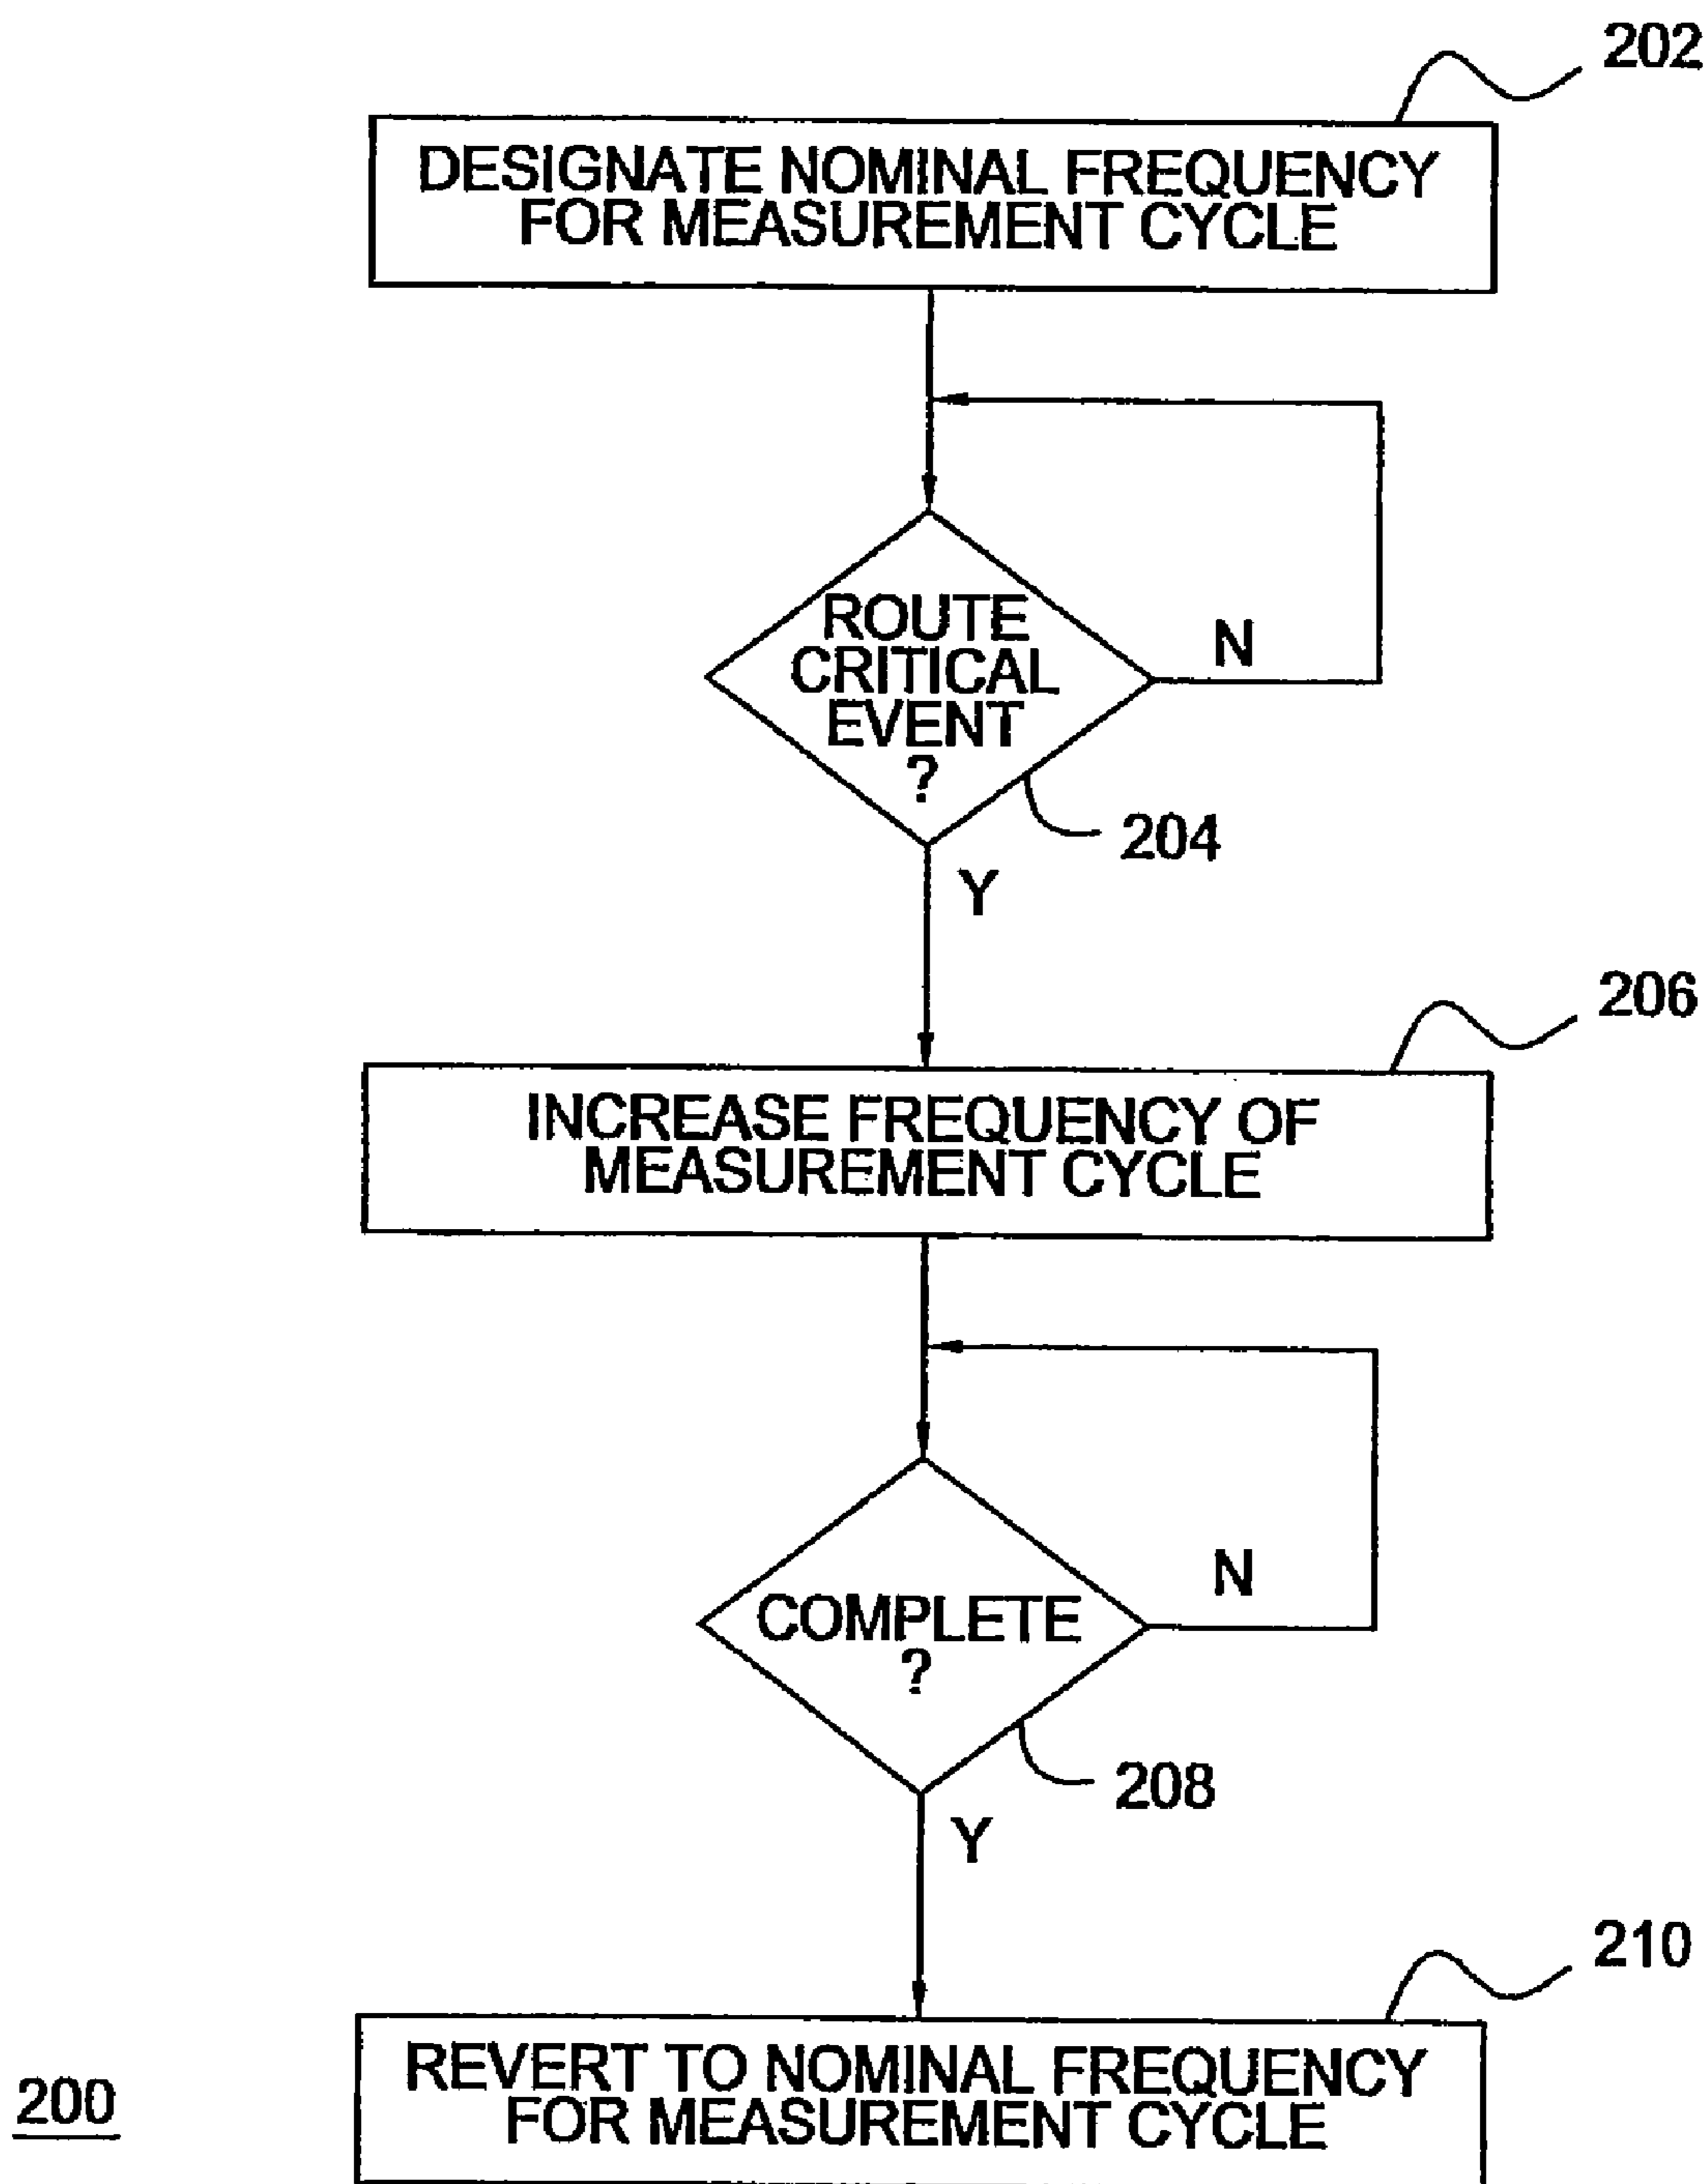 202
DESIGNATE NOMINAL FREQUENCY
FOR MEASUREMENT CYCLE
ROUTE
CRITICAL
EVENT
?
N
204
Y
206
INCREASE FREQUENCY OF
MEASUREMENT CYCLE
COMPLETE
?
N
208
Y
210
REVERT TO NOMINAL FREQUENCY
FOR MEASUREMENT CYCLE
200